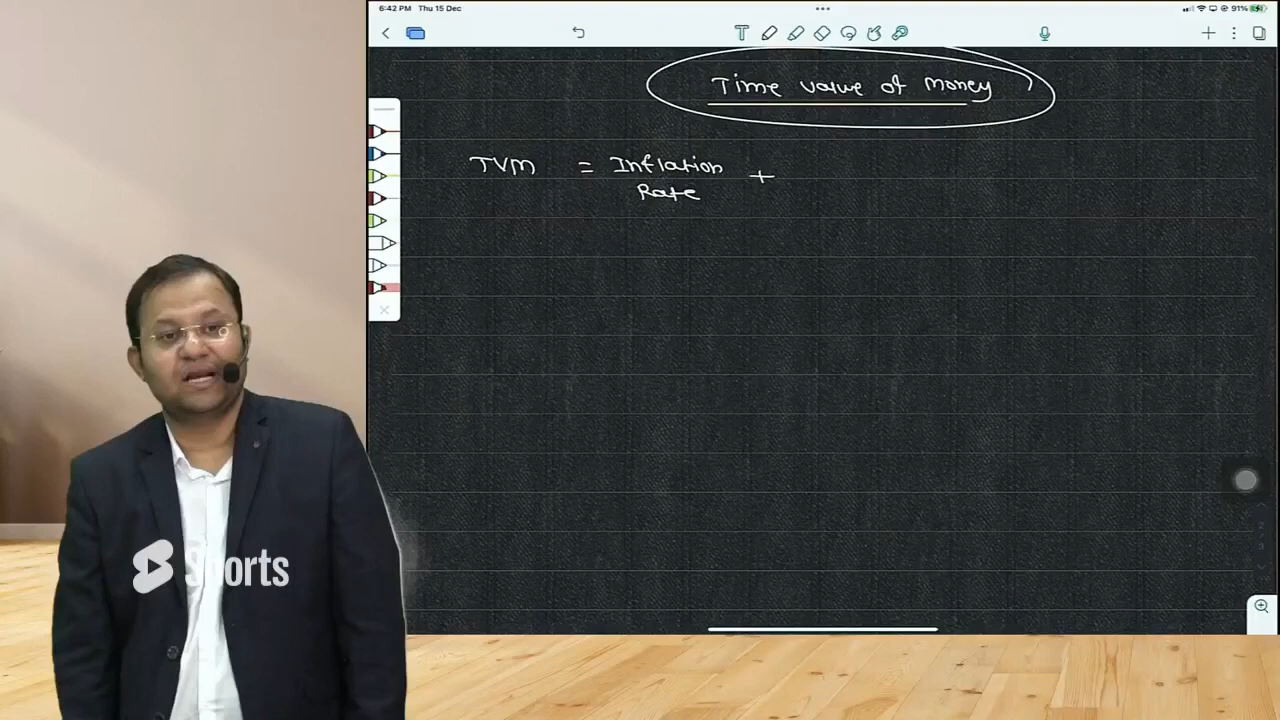 6:42 PM Thu 15 Dec
91%
Time value of money
TVM = Inflation +
Rate
Shorts